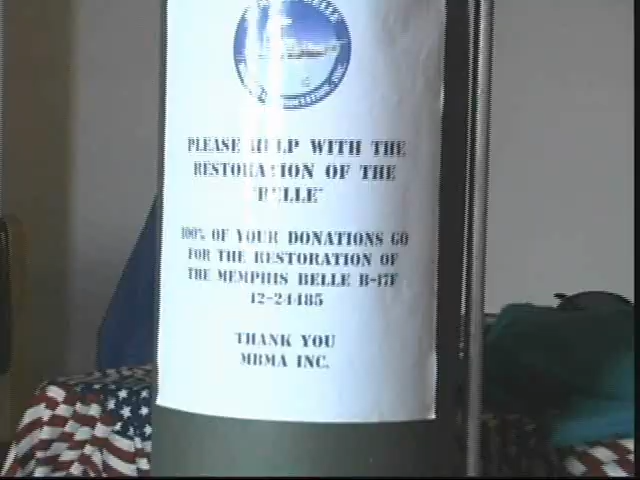 PLEASE HELP WITH THE
RESTORATION OF THE
"BELLE"
100% OF YOUR DONATIONS GO
FOR THE RESTORATION OF
THE MEMPHIS BELLE B-17F
42-24485
THANK YOU
MBMA INC.